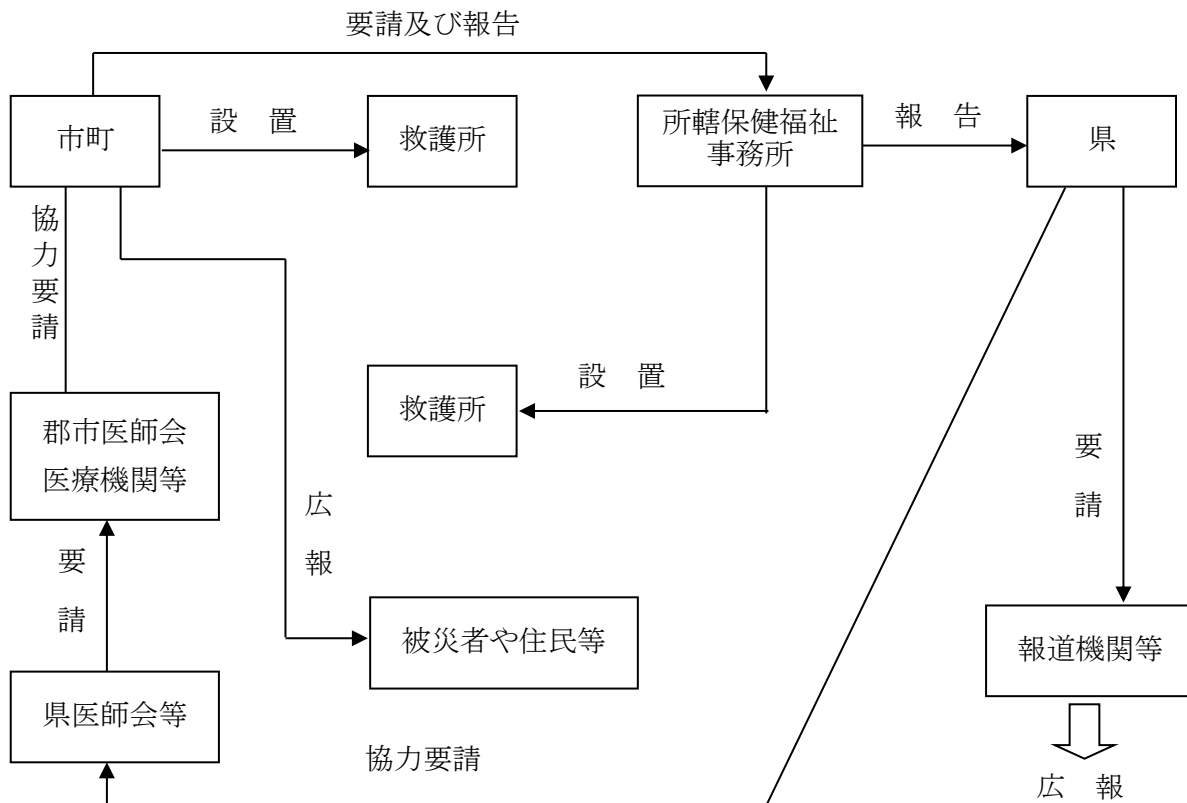 要請及び報告
市町
設　置
救護所
所轄保健福祉
事務所
報　告
県
協力要請
救護所
設　置
郡市医師会
医療機関等
要請
広報
要請
被災者や住民等
報道機関等
県医師会等
協力要請
広　報